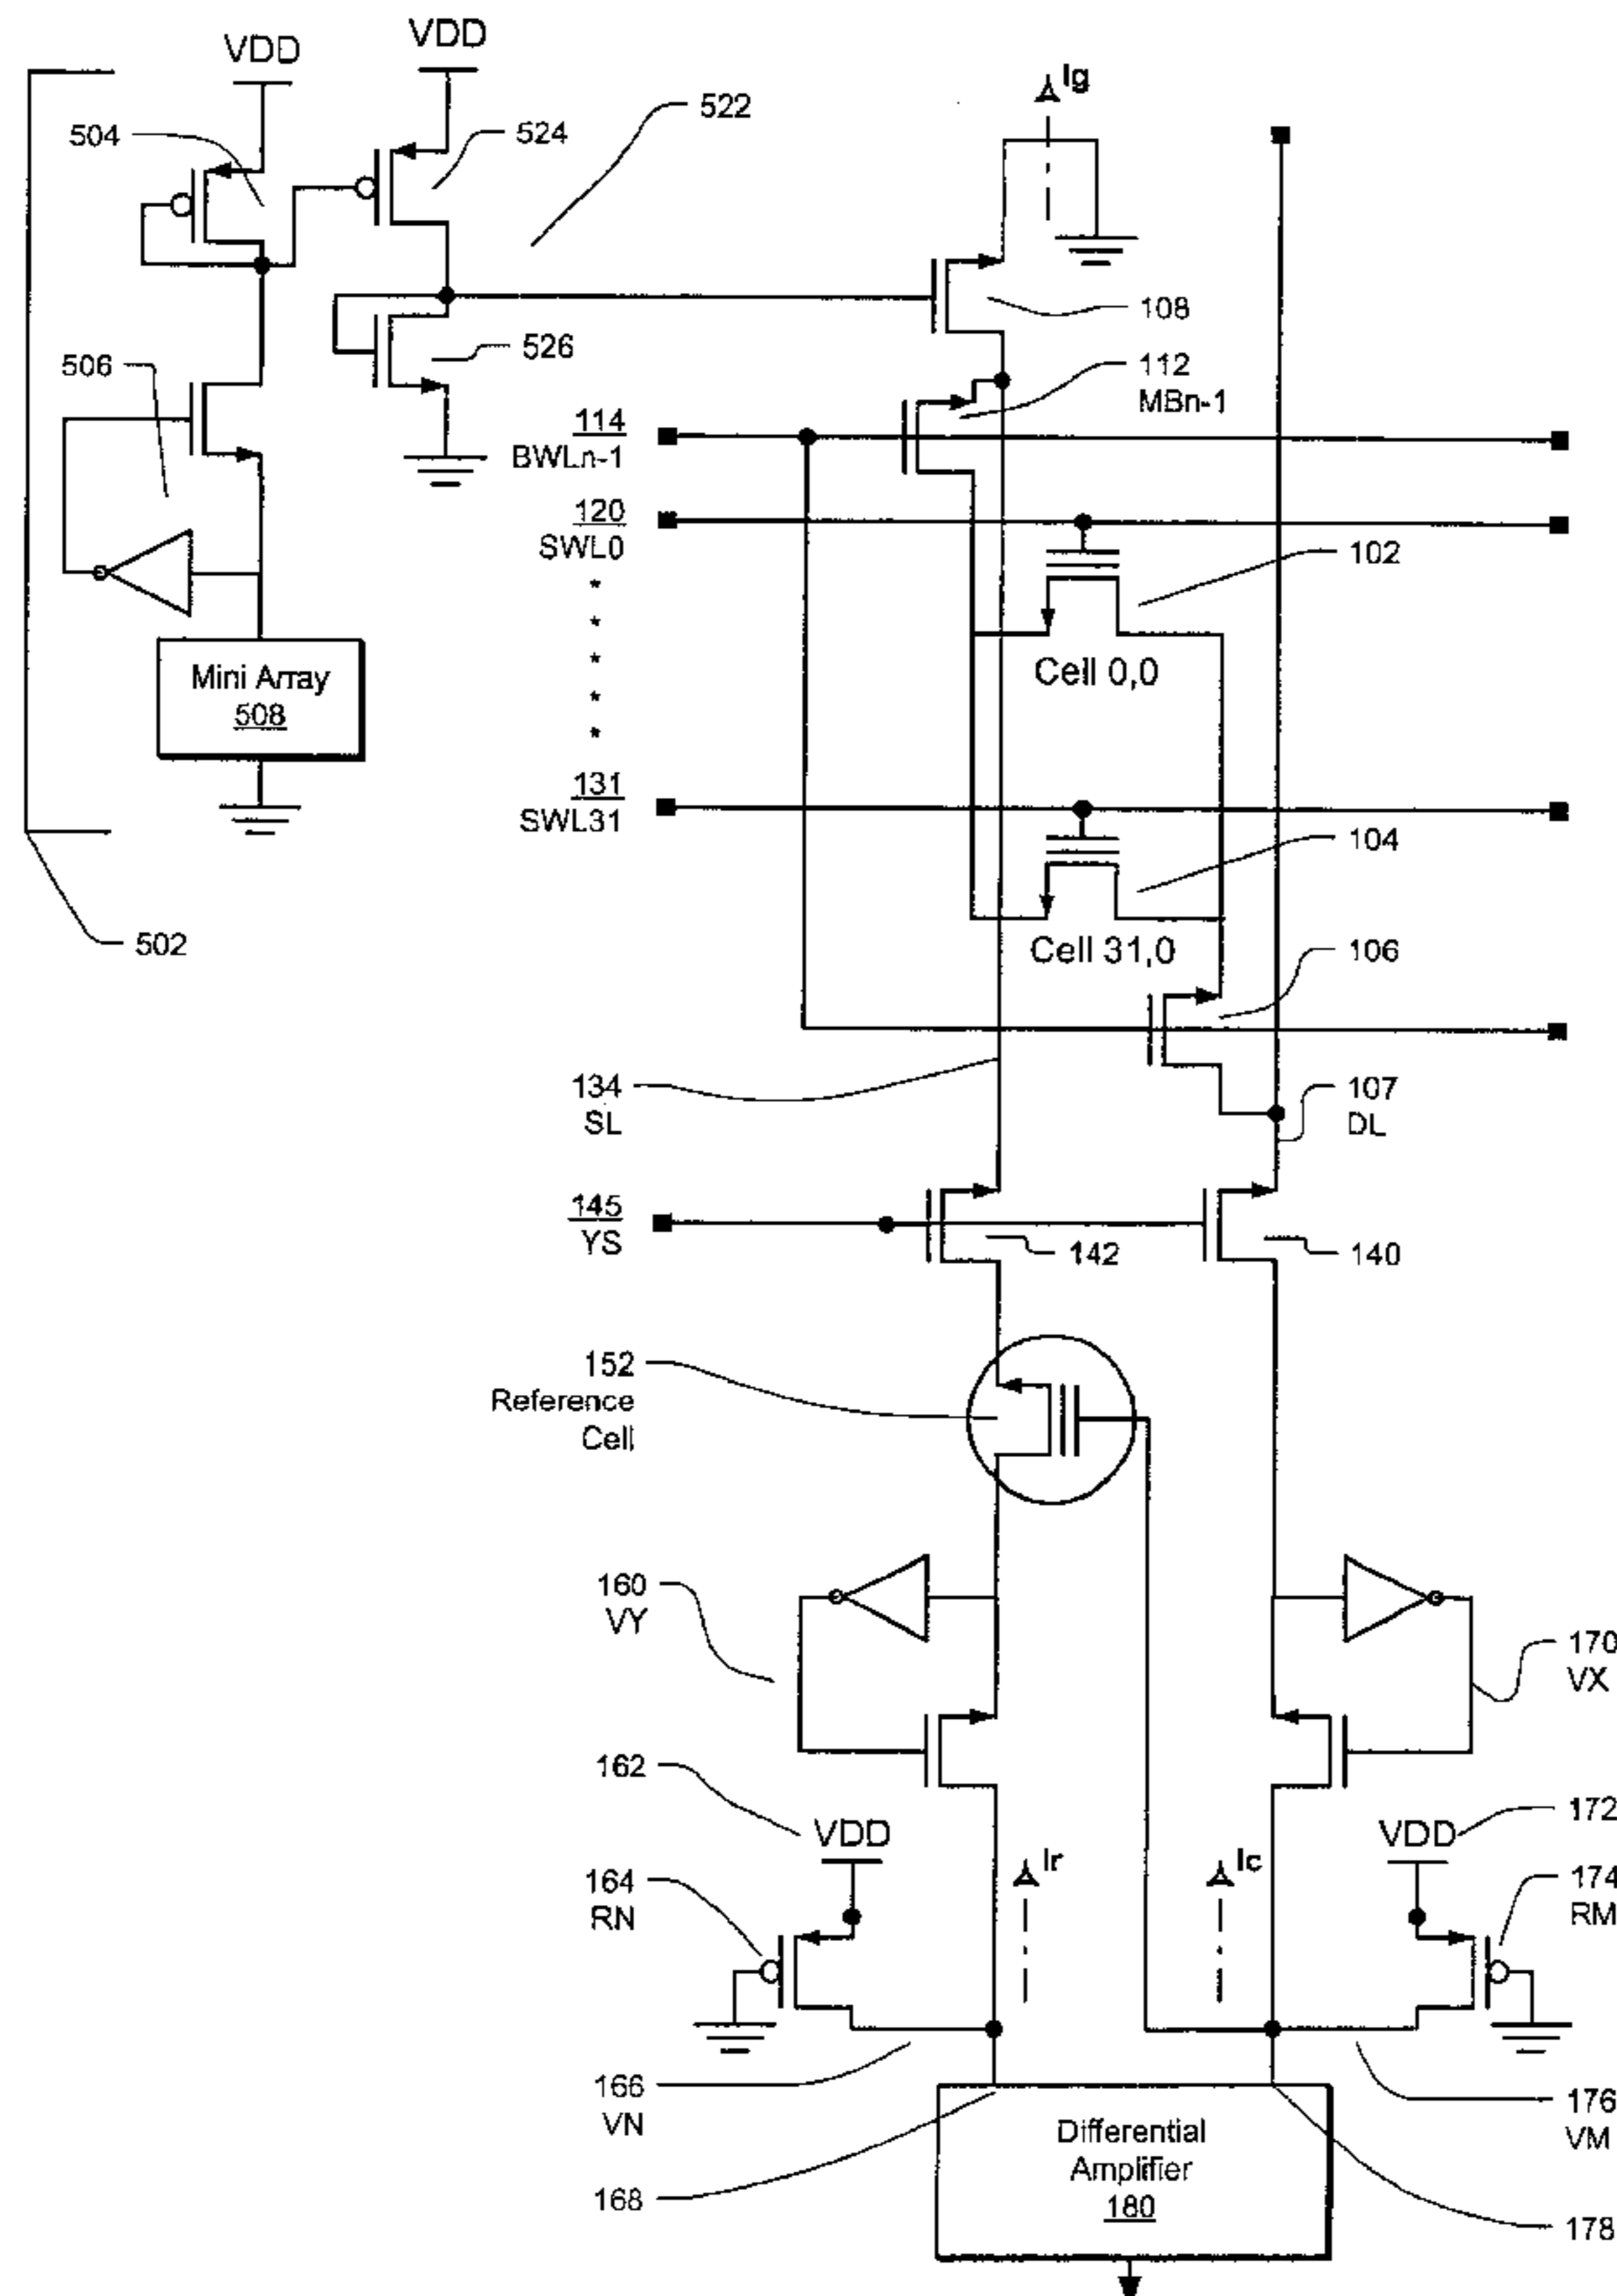 VDD
VDD
Ig
504
524
522
108
526
506
112
MBn-1
114
BWLn-1
120
SWL0
*
*
*
*
*
102
Cell 0,0
Mini Array
508
131
SWL31
104
502
Cell 31,0
106
134
SL
107
DL
145
YS
142
140
152
Reference
Cell
160
VY
170
VX
162
VDD
172
VDD
164
RN
Ir
Ic
174
RM
166
VN
176
VM
Differential
Amplifier
180
168
178